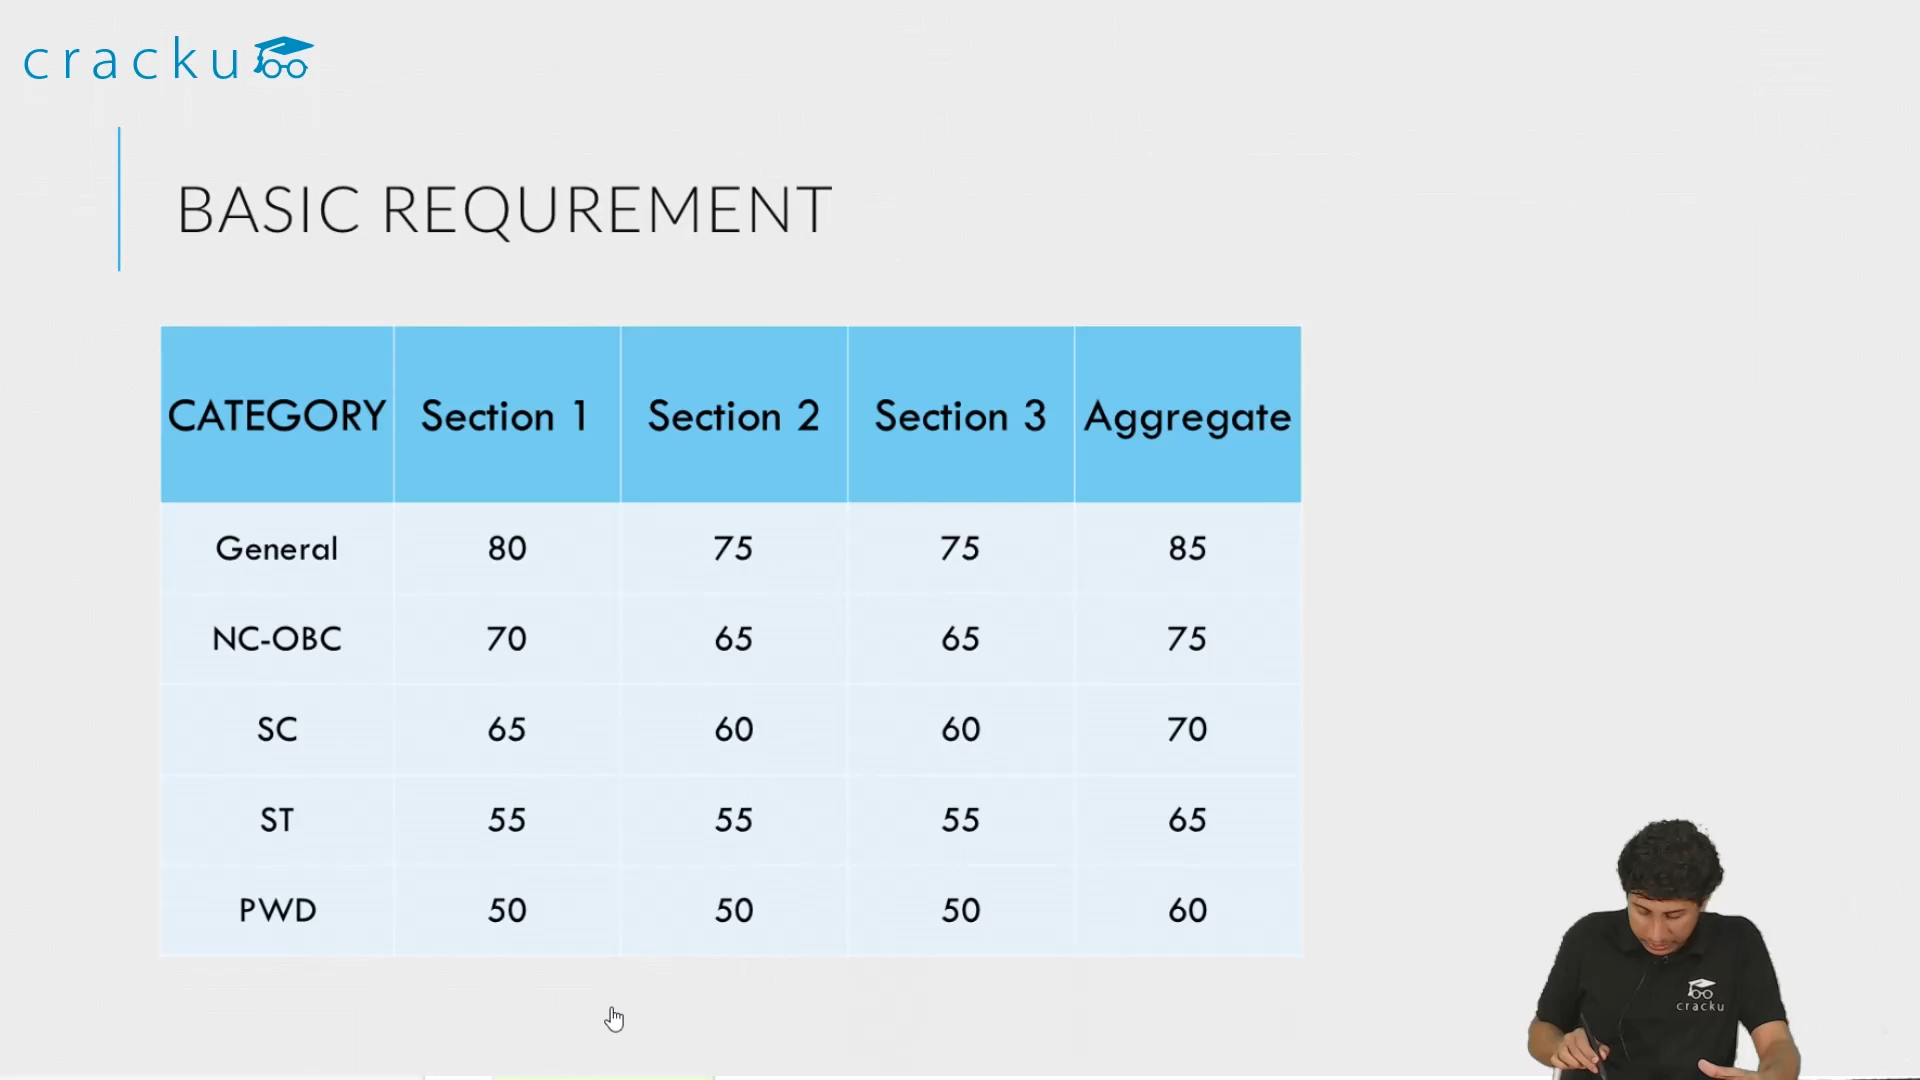 cracku
BASIC REQUREMENT
CATEGORY Section 1 Section 2 Section 3 Aggregate
General 80 75 75 85
NC-OBC 70 65 65 75
SC 65 60 60 70
ST 55 55 55 65
PWD 50 50 50 60
cracku